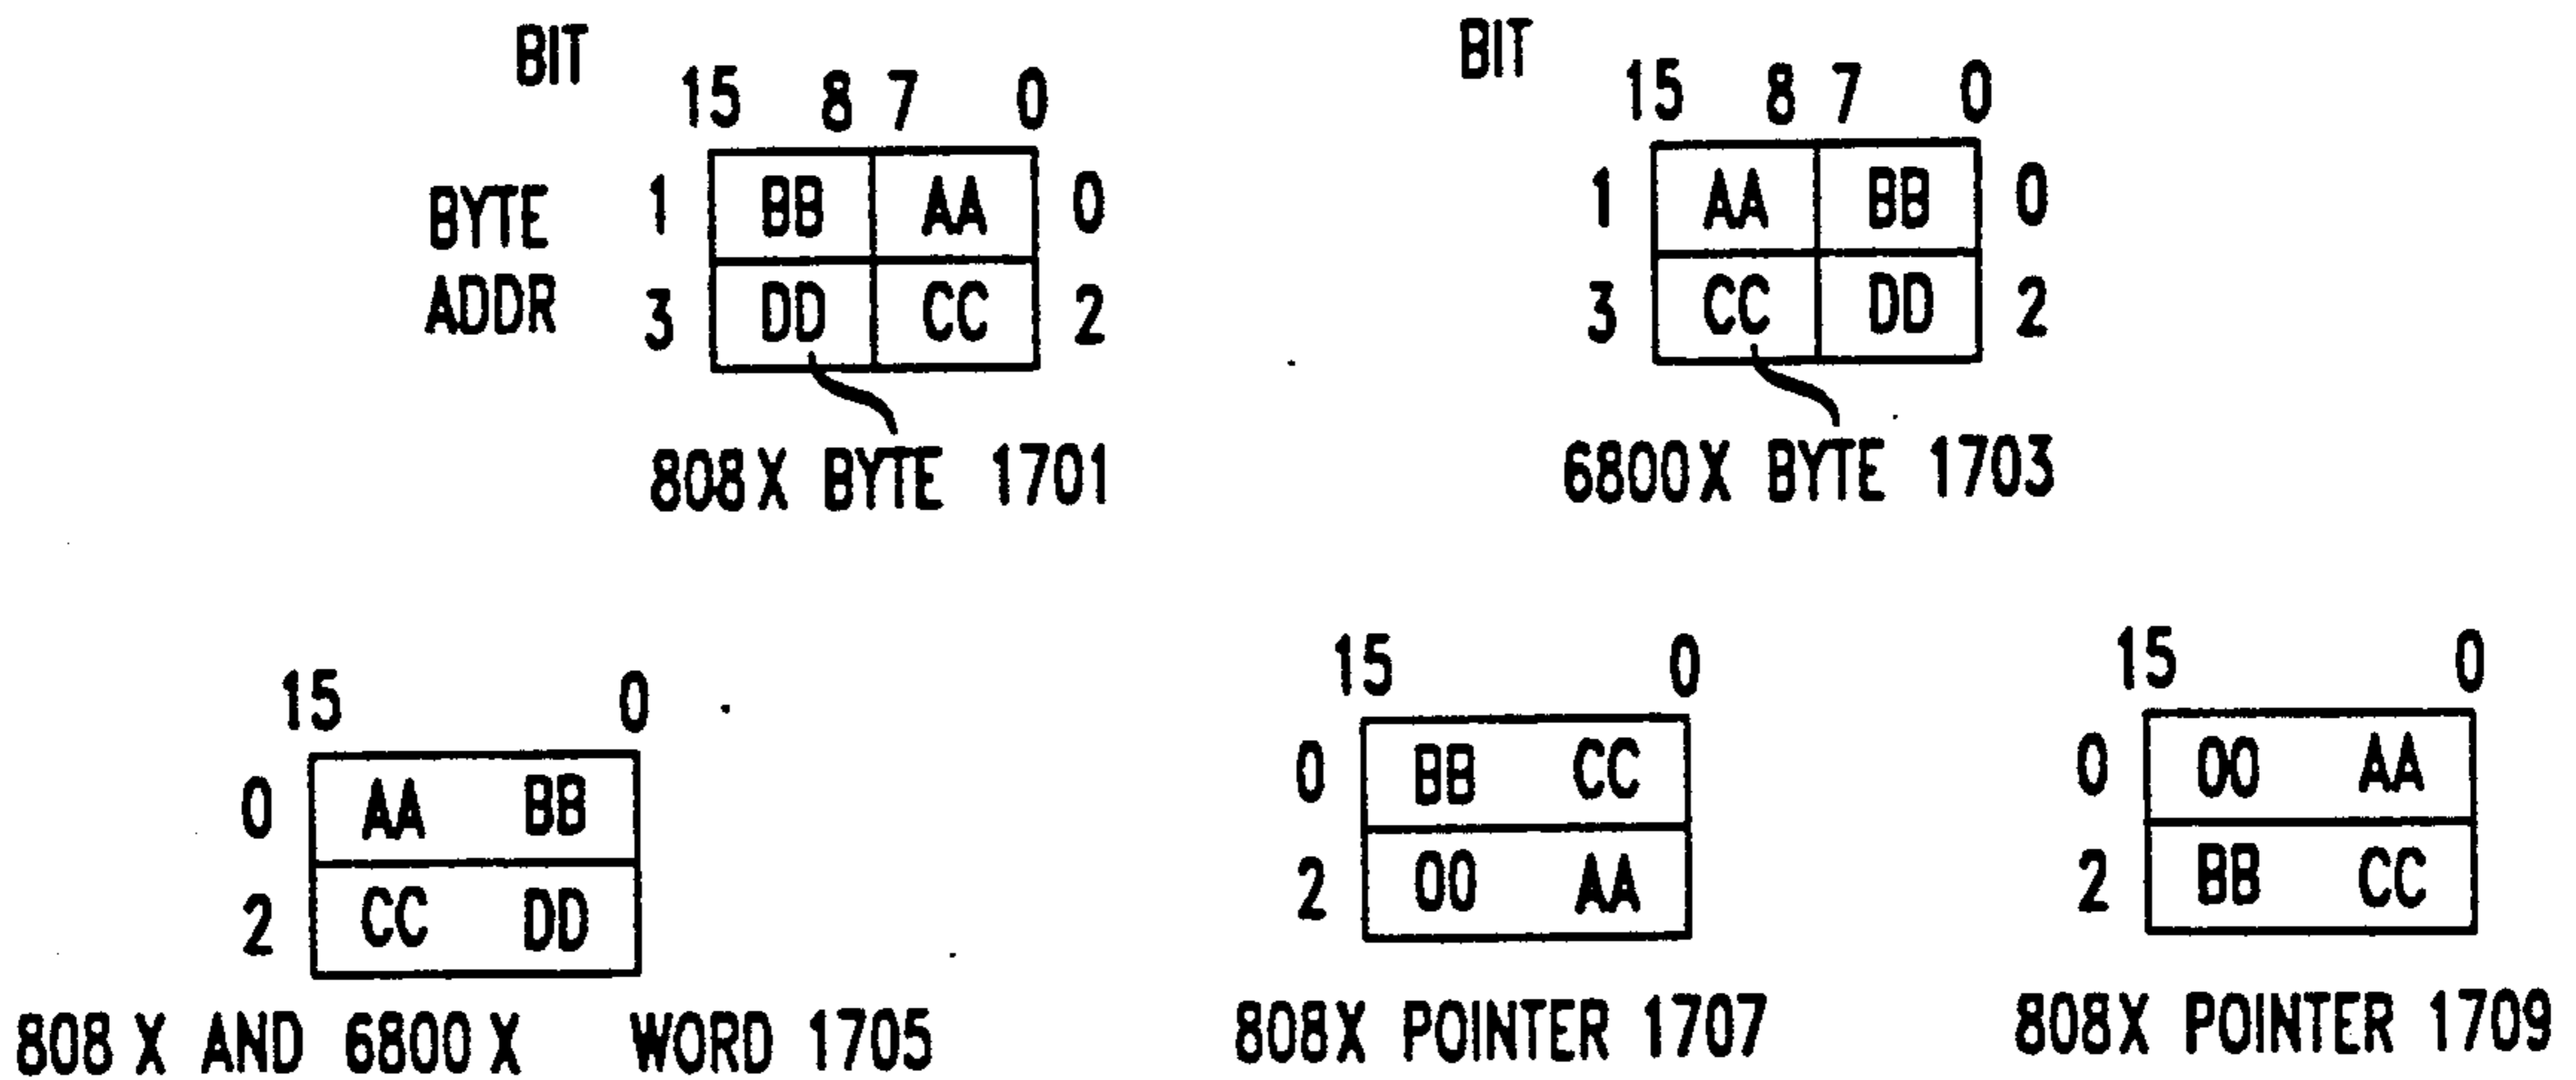 BIT
15 8 7 0
BYTE ADDR
1 BB AA 0
3 DD CC 2
808X BYTE 1701
BIT
15 8 7 0
1 AA BB 0
3 CC DD 2
6800X BYTE 1703
15 0
0 AA BB
2 CC DD
808X AND 6800X WORD 1705
15 0
0 BB CC
2 00 AA
808X POINTER 1707
15 0
0 00 AA
2 BB CC
808X POINTER 1709